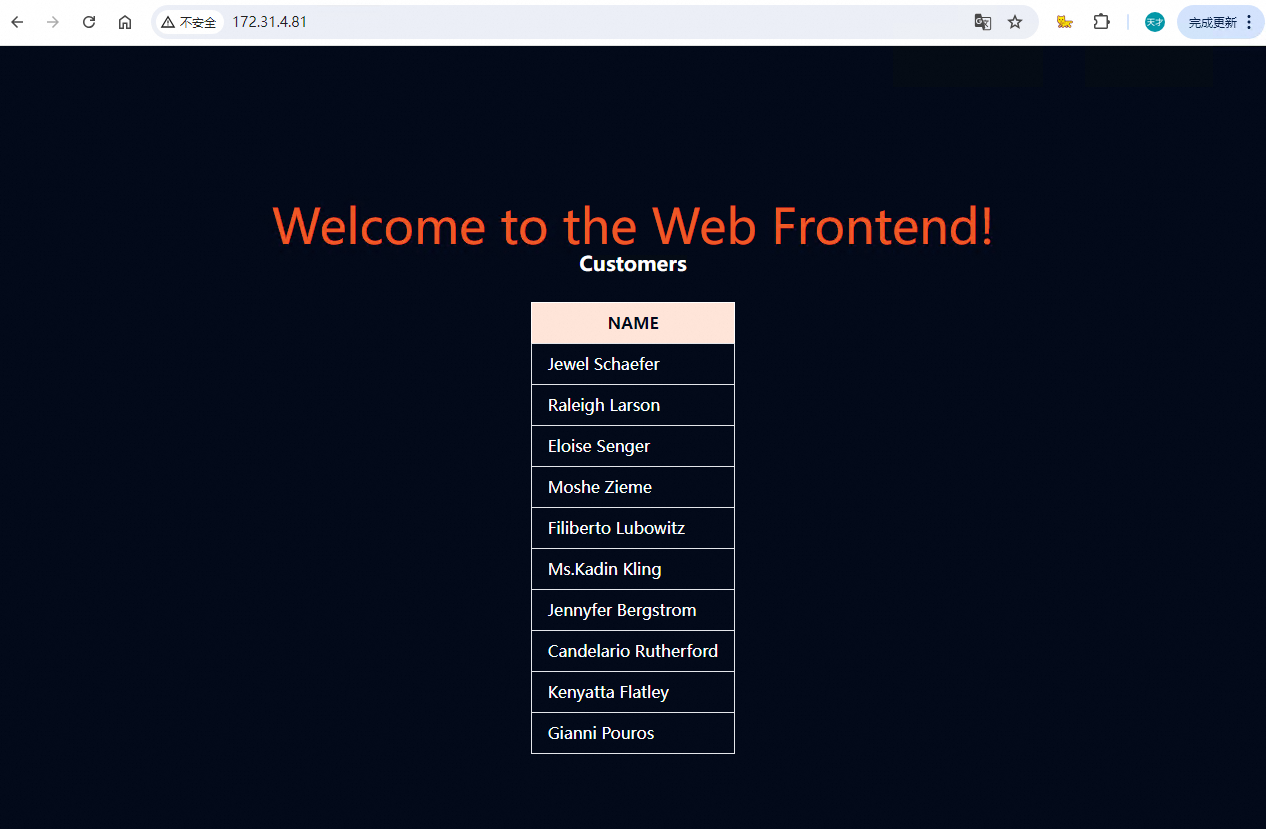 不安全 172.31.4.81 天才 完成更新
Welcome to the Web Frontend!
Customers
NAME
Jewel Schaefer
Raleigh Larson
Eloise Senger
Moshe Zieme
Filiberto Lubowitz
Ms.Kadin Kling
Jennyfer Bergstrom
Candelario Rutherford
Kenyatta Flatley
Gianni Pouros